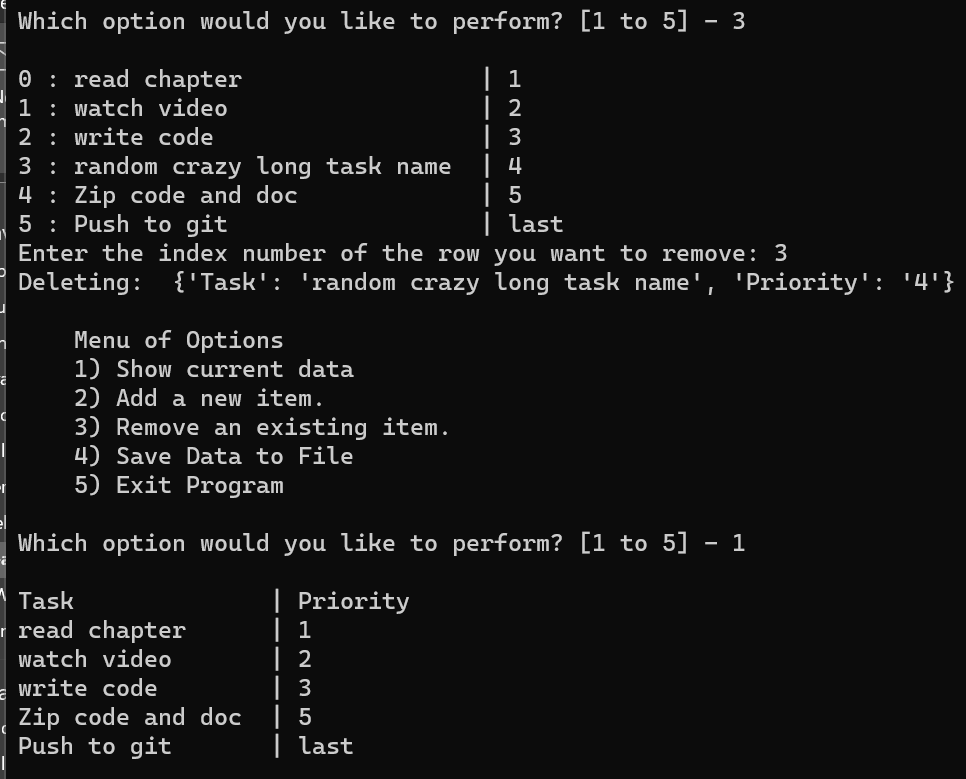 Which option would you like to perform? [1 to 5] - 3
0 : read chapter | 1
1 : watch video | 2
2 : write code | 3
3 : random crazy long task name | 4
4 : Zip code and doc | 5
5 : Push to git | last
Enter the index number of the row you want to remove: 3
Deleting:  {'Task': 'random crazy long task name', 'Priority': '4'}
Menu of Options
1) Show current data
2) Add a new item.
3) Remove an existing item.
4) Save Data to File
5) Exit Program
Which option would you like to perform? [1 to 5] - 1
Task | Priority
read chapter | 1
watch video | 2
write code | 3
Zip code and doc | 5
Push to git | last